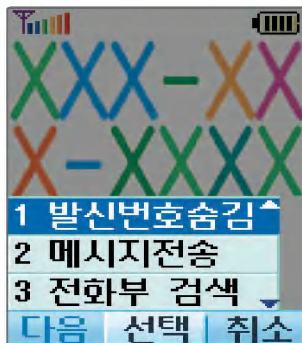 XXX-XX
X-XXXX
1 발신번호숨김
2 메시지전송
3 전화부 검색
다음 선택 취소